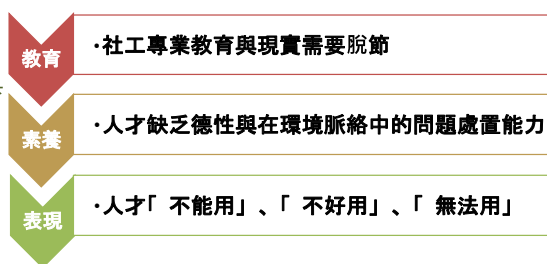 教育
·社工專業教育與現實需要脫節
素養
·人才缺乏德性與在環境脈絡中的問題處置能力
表現
·人才「不能用」、「不好用」、「無法用」